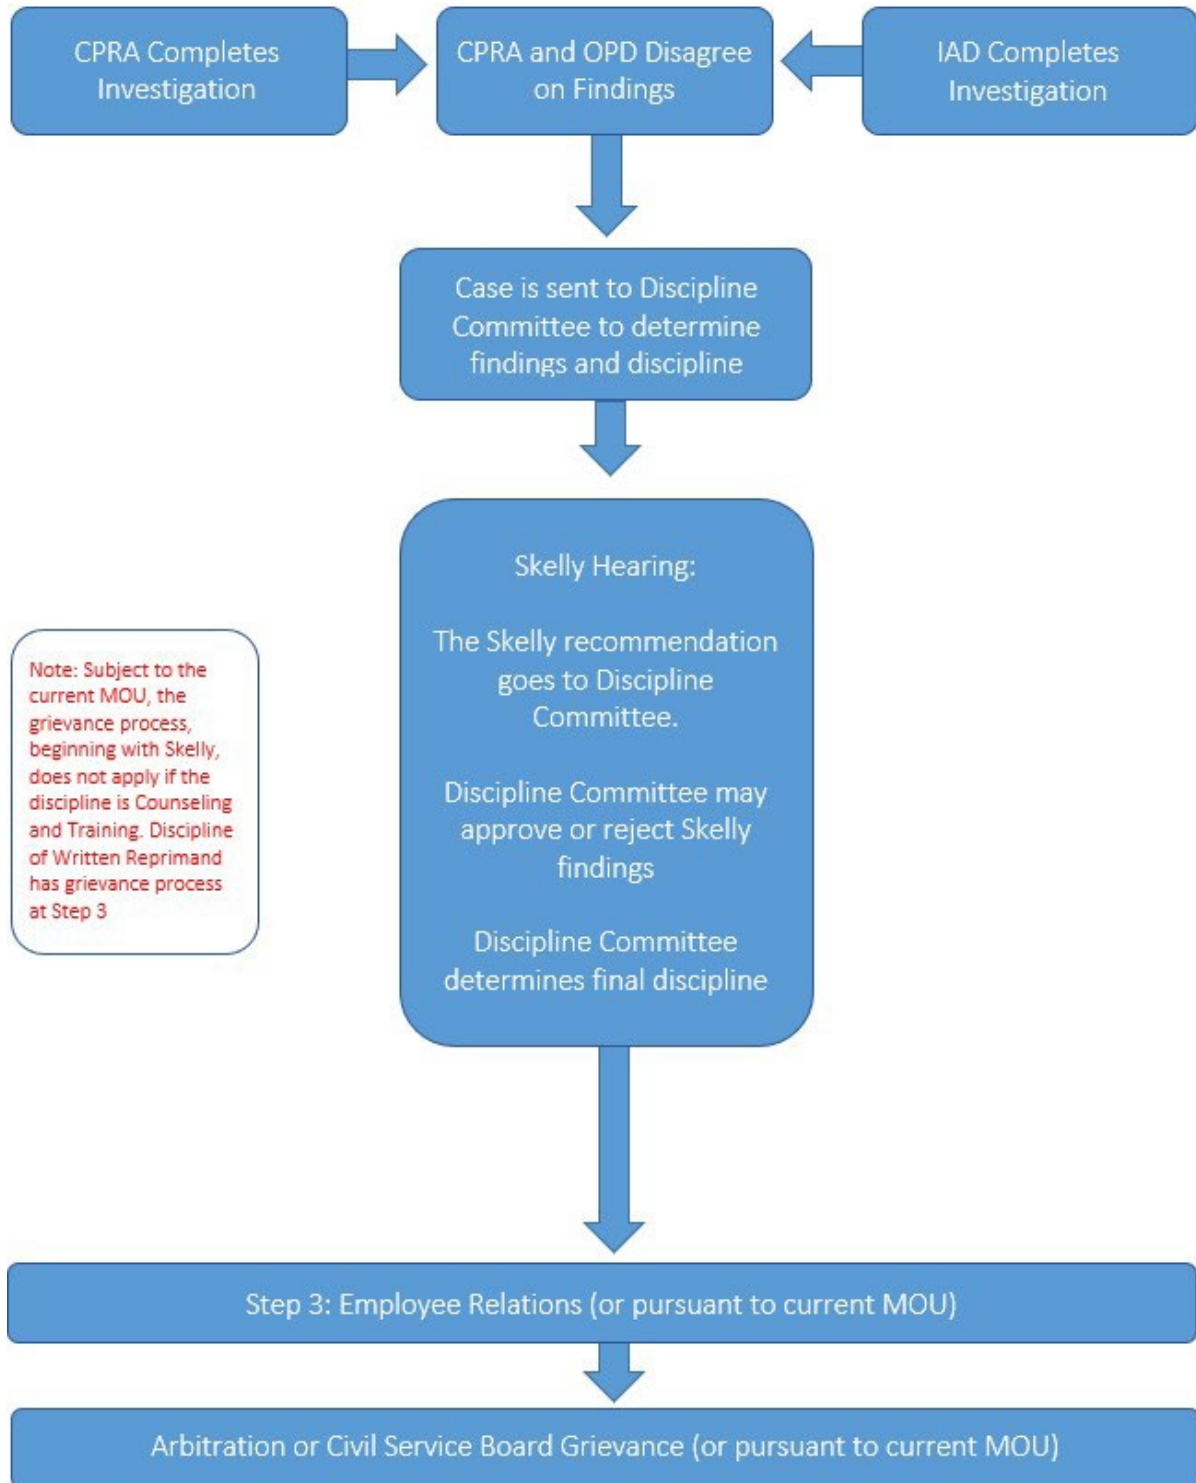 CPRA Completes
Investigation
CPRA and OPD Disagree
on Findings
IAD Completes
Investigation
Case is sent to Discipline
Committee to determine
findings and discipline
Skelly Hearing:
The Skelly recommendation
goes to Discipline
Committee.
Discipline Committee may
approve or reject Skelly
findings
Discipline Committee
determines final discipline
Note: Subject to the
current MOU, the
grievance process,
beginning with Skelly,
does not apply if the
discipline is Counseling
and Training. Discipline
of Written Reprimand
has grievance process
at Step 3
Step 3: Employee Relations (or pursuant to current MOU)
Arbitration or Civil Service Board Grievance (or pursuant to current MOU)